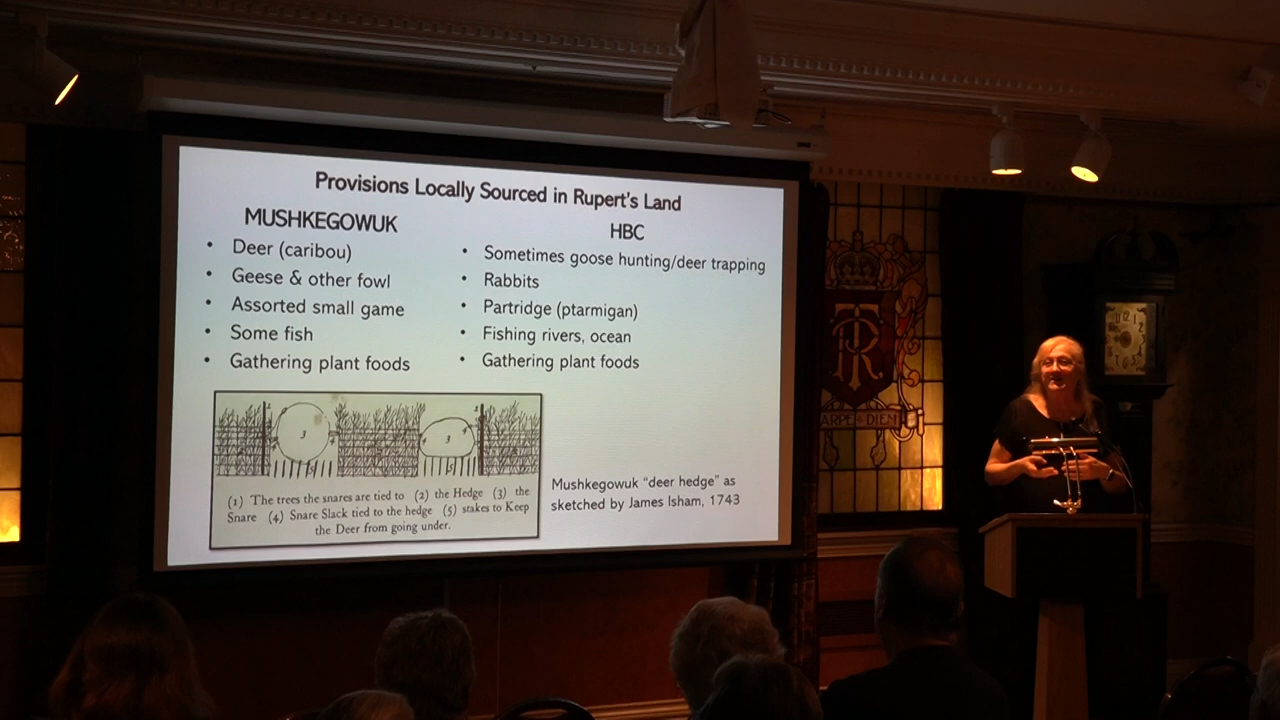 Provisions Locally Sourced in Rupert's Land
MUSHKEGOWUK
• Deer (caribou)
• Geese & other fowl
• Assorted small game
• Some fish
• Gathering plant foods
HBC
• Sometimes goose hunting/deer trapping
• Rabbits
• Partridge (ptarmigan)
• Fishing rivers, ocean
• Gathering plant foods
3
3
(1) The trees the snares are tied to (2) the Hedge (3) the
Snare (4) Snare Slack tied to the hedge (5) stakes to Keep
the Deer from going under.
Mushkegowuk "deer hedge" as
sketched by James Isham, 1743
ARPE DIEM